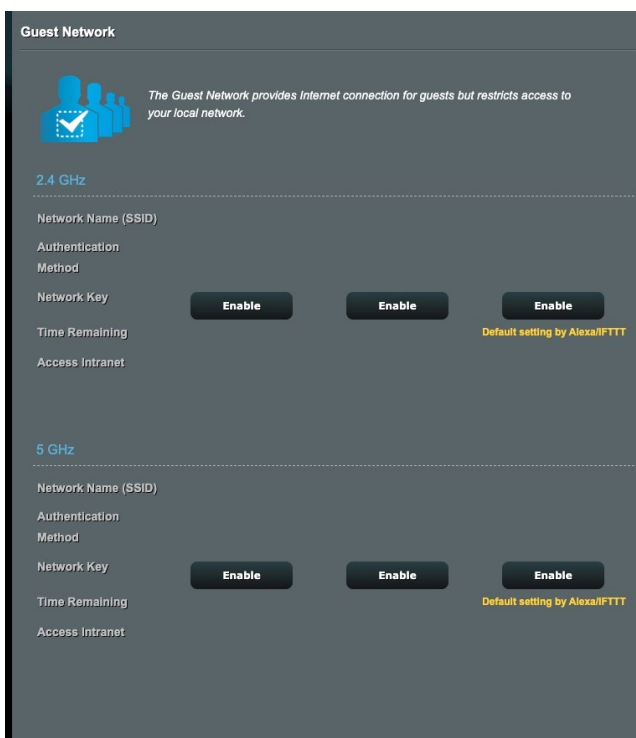 Guest Network
The Guest Network provides Internet connection for guests but restricts access to
your local network.
2.4 GHz
Network Name (SSID)
Authentication
Method
Network Key
Enable Enable Enable
Time Remaining
Default setting by Alexa/IFTTT
Access Intranet
5 GHz
Network Name (SSID)
Authentication
Method
Network Key
Enable Enable Enable
Time Remaining
Default setting by Alexa/IFTTT
Access Intranet